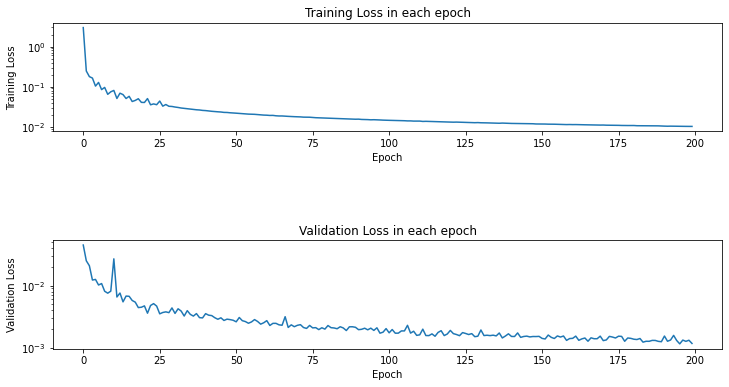 Training Loss in each epoch
Training Loss
10⁰
10⁻¹
10⁻²
0 25 50 75 100 125 150 175 200
Epoch
Validation Loss in each epoch
Validation Loss
10⁻²
10⁻³
0 25 50 75 100 125 150 175 200
Epoch